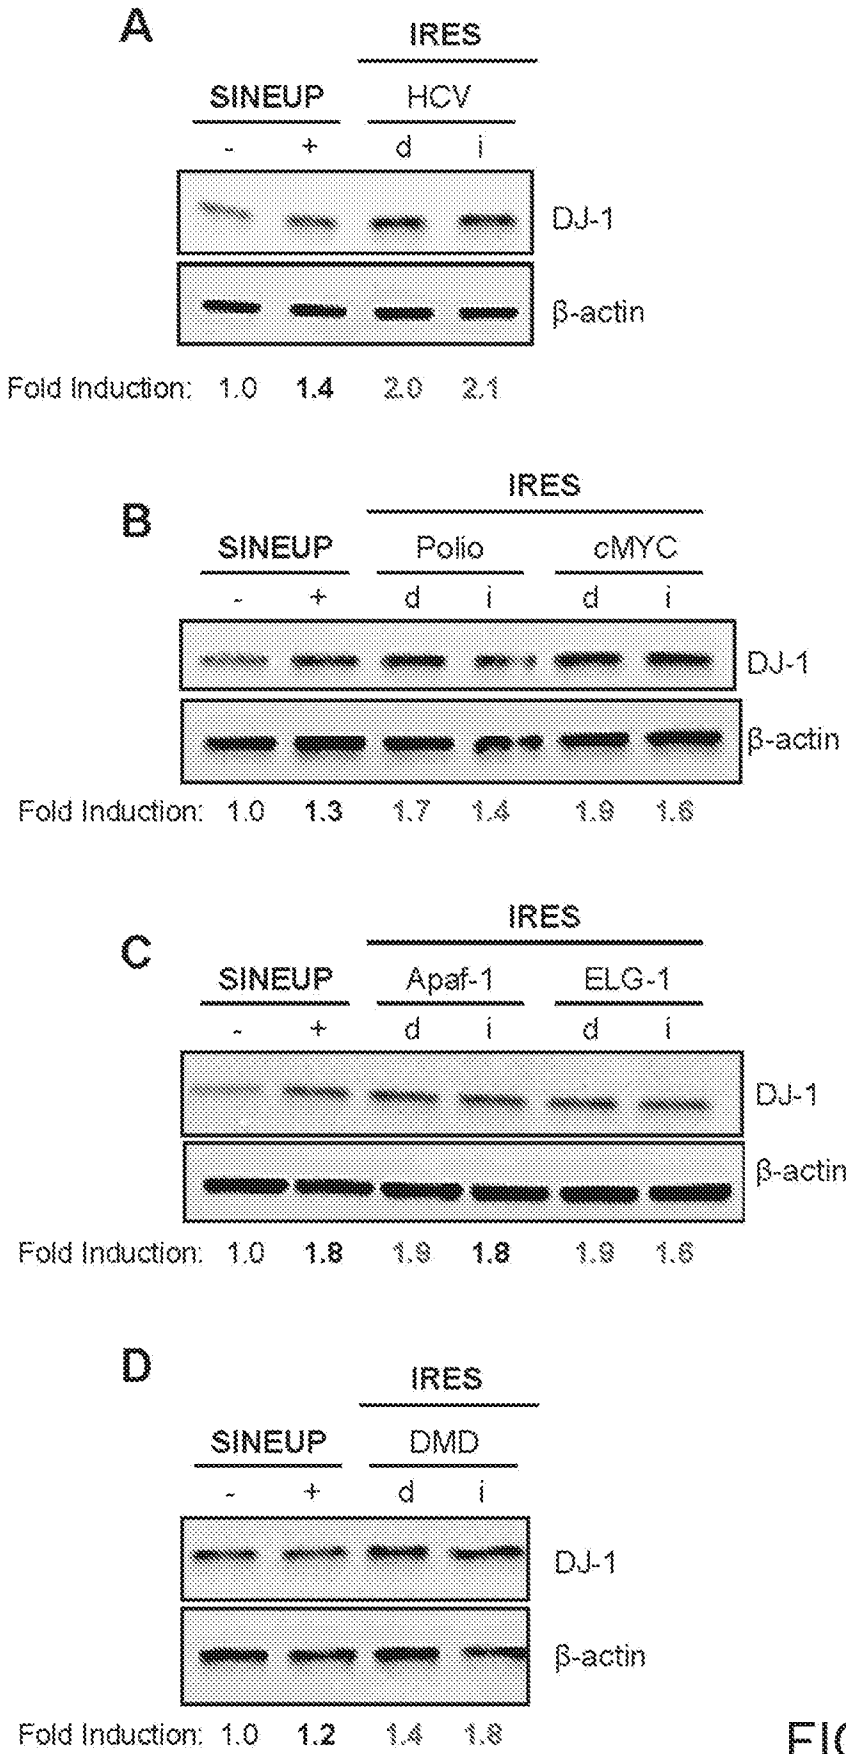 A
IRES
SINEUP HCV
- + d i
DJ-1
β-actin
Fold Induction: 1.0 1.4 2.0 2.1
IRES
B
SINEUP Polio cMYC
- + d i d i
DJ-1
β-actin
Fold Induction: 1.0 1.3 1.7 1.4 1.9 1.6
IRES
C
SINEUP Apaf-1 ELG-1
- + d i d i
DJ-1
β-actin
Fold Induction: 1.0 1.8 1.9 1.8 1.9 1.6
D
IRES
SINEUP DMD
- + d i
DJ-1
β-actin
Fold Induction: 1.0 1.2 1.4